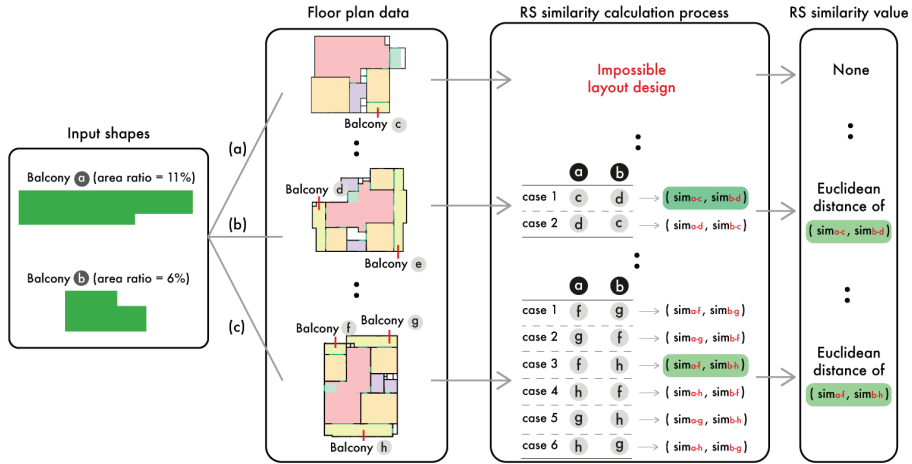 Floor plan data
RS similarity calculation process
RS similarity value
Input shapes
Balcony a (area ratio = 11%)
Balcony b (area ratio = 6%)
(a)
(b)
(c)
Balcony c
Balcony d
Balcony e
Balcony f
Balcony g
Balcony h
Impossible
layout design
a b
case 1 c d ( sima-c, simb-d)
case 2 d c ( sima-d, simb-c)
a b
case 1 f g ( sima-f, simb-g)
case 2 g f ( sima-g, simb-f)
case 3 f h ( sima-f, simb-h)
case 4 h f ( sima-h, simb-f)
case 5 g h ( sima-g, simb-h)
case 6 h g ( sima-h, simb-g)
None
Euclidean
distance of
( sima-c, simb-d)
Euclidean
distance of
( sima-f, simb-h)